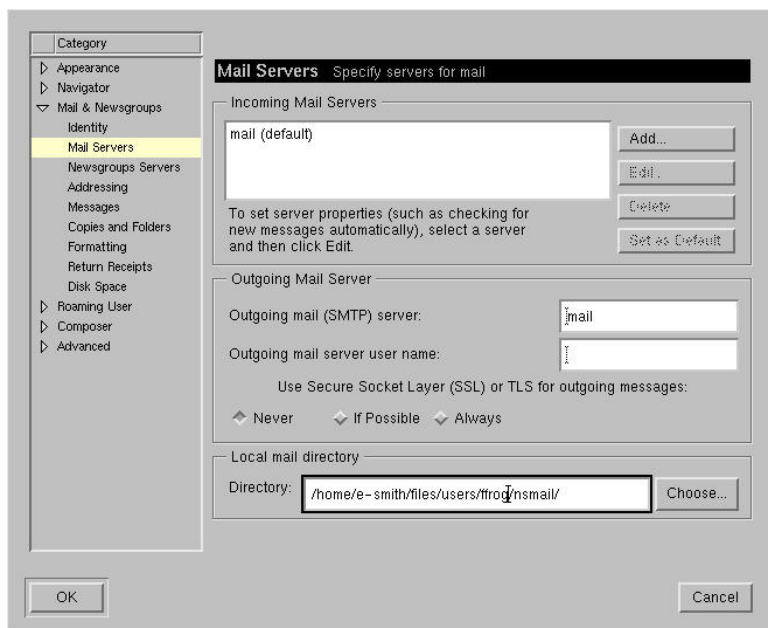 Category
Appearance
Navigator
Mail & Newsgroups
Identity
Mail Servers
Newsgroups Servers
Addressing
Messages
Copies and Folders
Formatting
Return Receipts
Disk Space
Roaming User
Composer
Advanced
Mail Servers Specify servers for mail
Incoming Mail Servers
mail (default)
Add...
Edit..
Delete
Set as Default
To set server properties (such as checking for
new messages automatically), select a server
and then click Edit.
Outgoing Mail Server
Outgoing mail (SMTP) server: mail
Outgoing mail server user name:
Use Secure Socket Layer (SSL) or TLS for outgoing messages:
Never If Possible Always
Local mail directory
Directory: /home/e-smith/files/users/ffrog/nsmail/ Choose...
OK Cancel